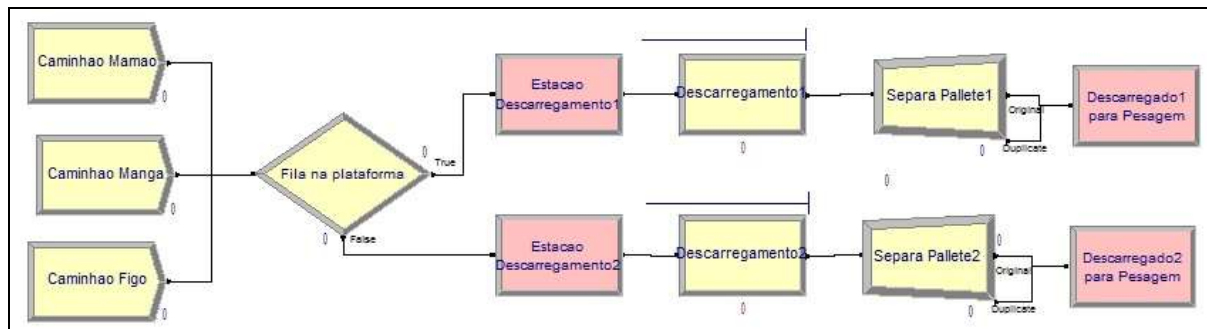 Caminhao Mamao
0
Caminhao Manga
0
Caminhao Figo
0
Fila na plataforma
0
True
0
False
Estacao
Descarregamento1
Descarregamento1
0
Separa Pallete1
Original
0
Duplicate
0
Descarregado1
para Pesagem
Estacao
Descarregamento2
Descarregamento2
0
Separa Pallete2
0
Original
0
Duplicate
Descarregado2
para Pesagem